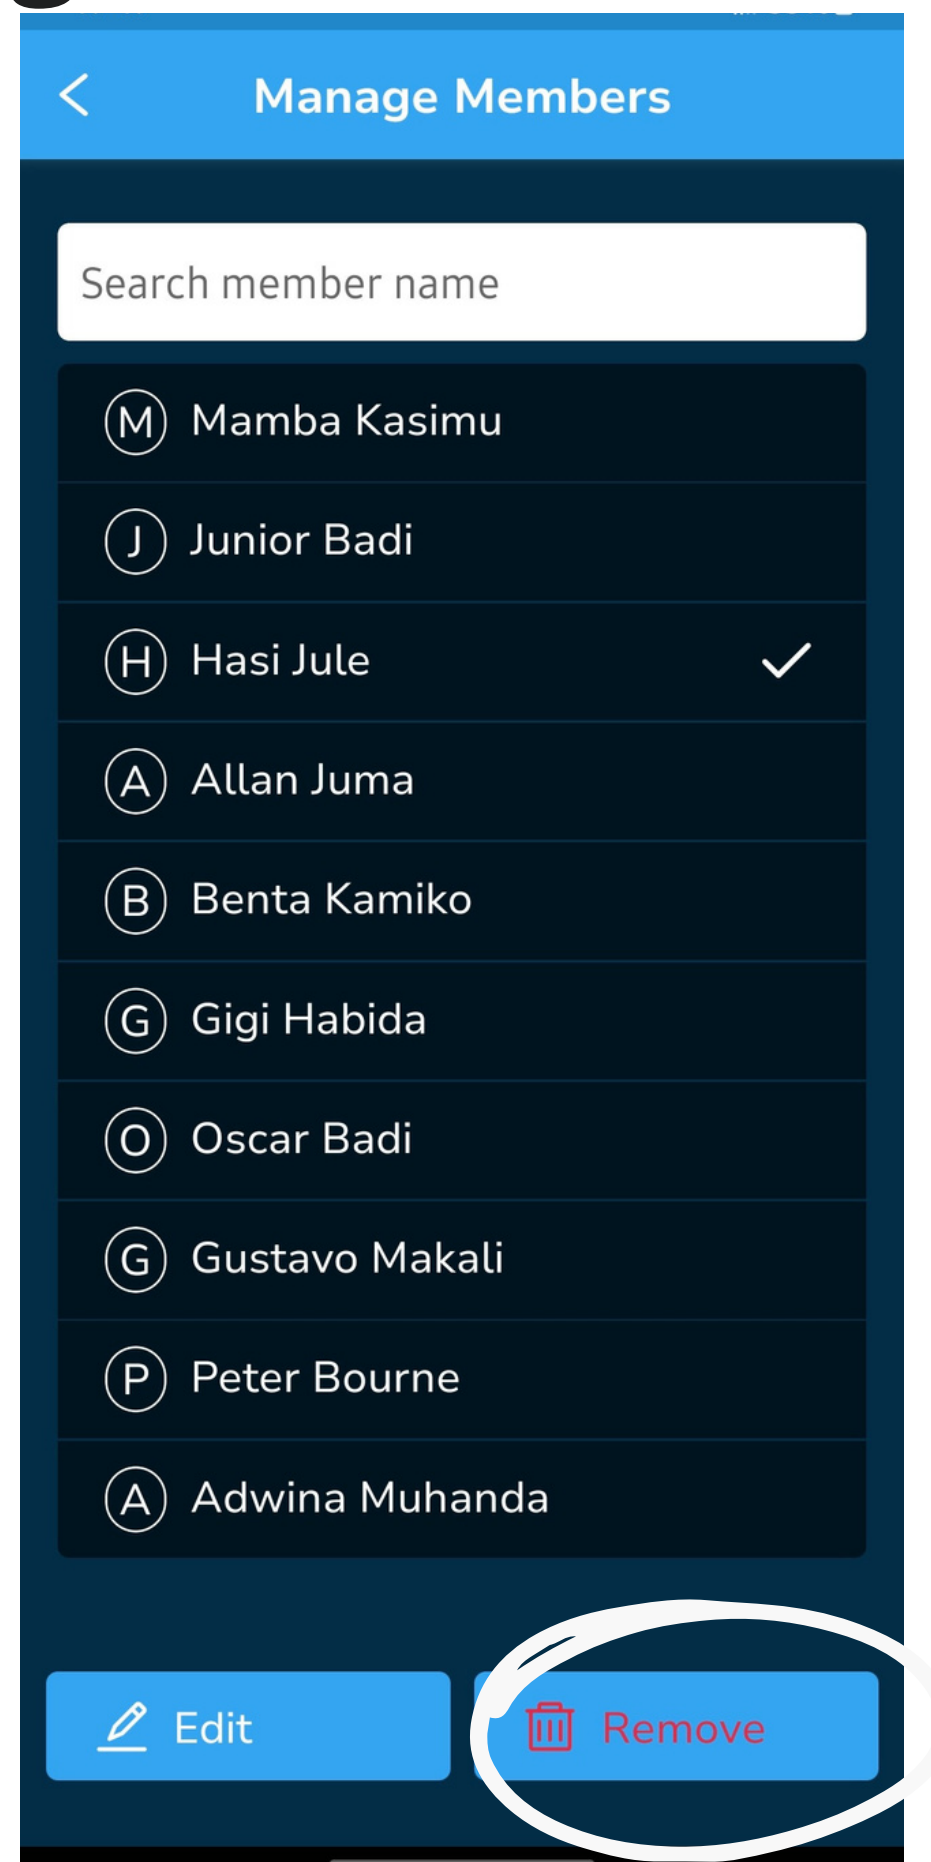 Manage Members
Search member name
M Mamba Kasimu
J Junior Badi
H Hasi Jule
A Allan Juma
B Benta Kamiko
G Gigi Habida
O Oscar Badi
G Gustavo Makali
P Peter Bourne
A Adwina Muhanda
Edit
Remove